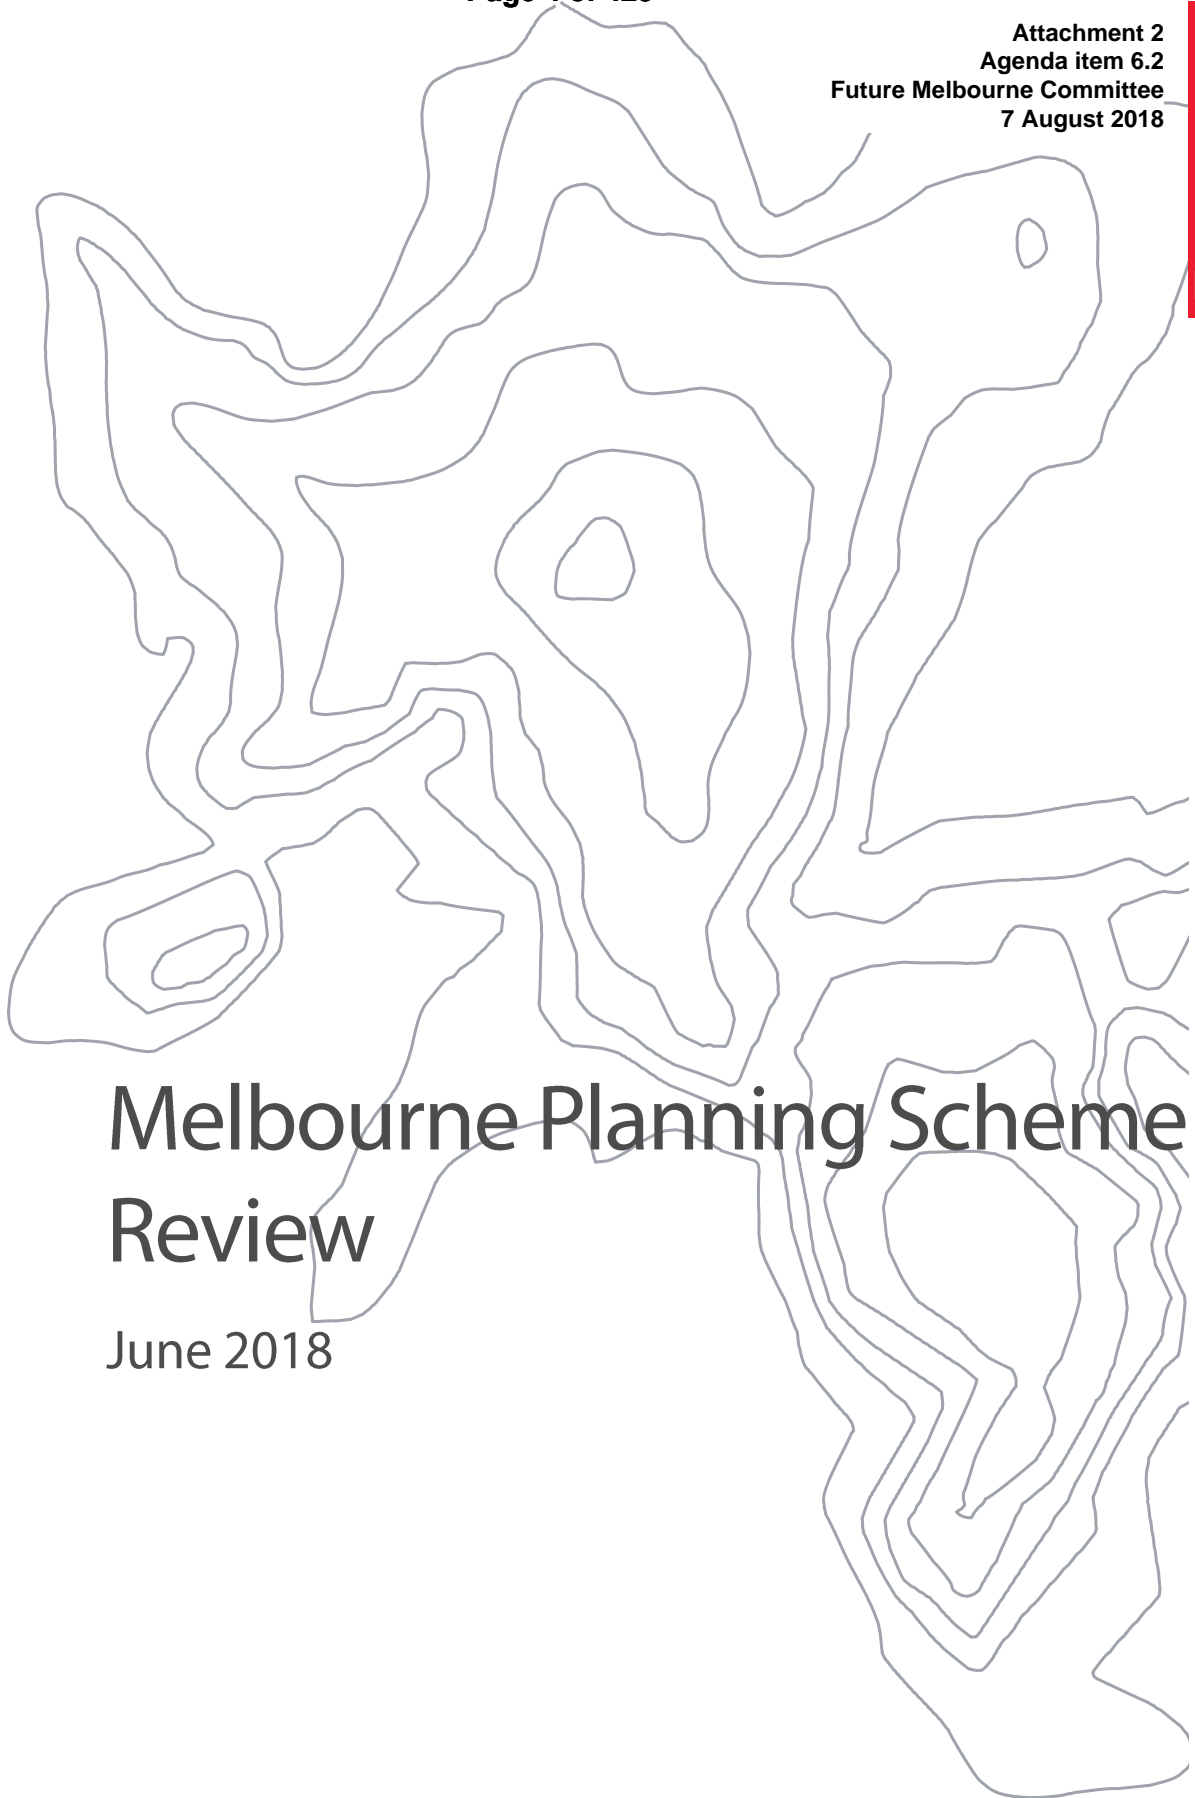 Attachment 2
Agenda item 6.2
Future Melbourne Committee
7 August 2018
Melbourne Planning Scheme
Review
June 2018